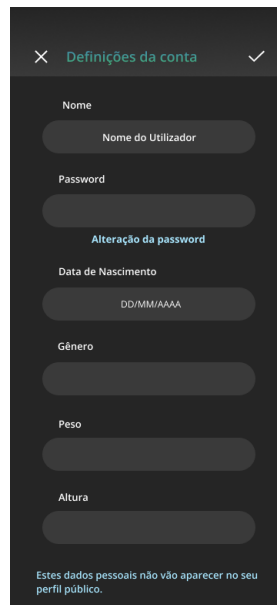 Definições da conta
Nome
Nome do Utilizador
Password
Alteração da password
Data de Nascimento
DD/MM/AAAA
Gênero
Peso
Altura
Estes dados pessoais não vão aparecer no seu
perfil público.